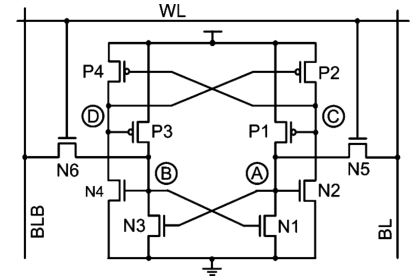 WL
P4 P2
D C
P3 P1
N6 B A N5
N4 N2
N3 N1
BLB BL